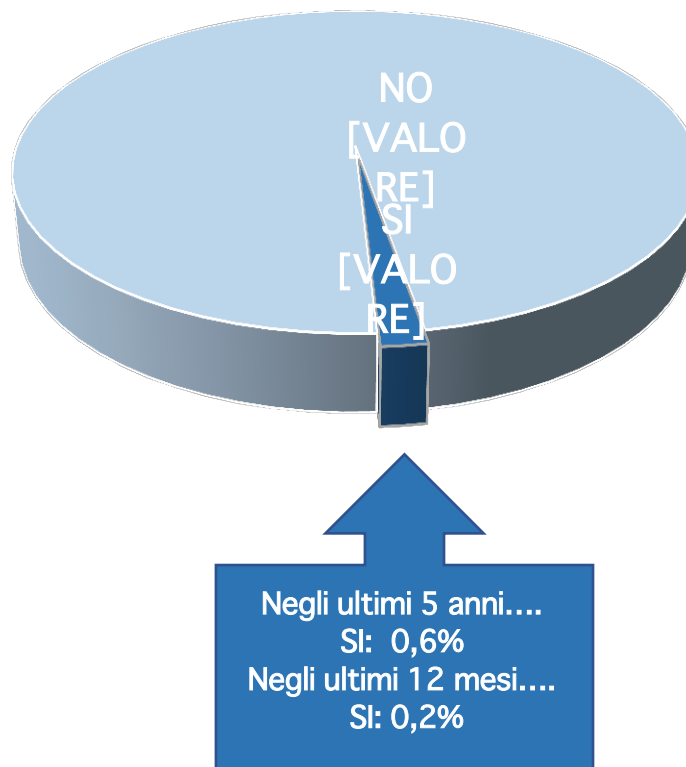 NO
[VALO
RE]
SI
[VALO
RE]
Negli ultimi 5 anni....
SI: 0,6%
Negli ultimi 12 mesi....
SI: 0,2%